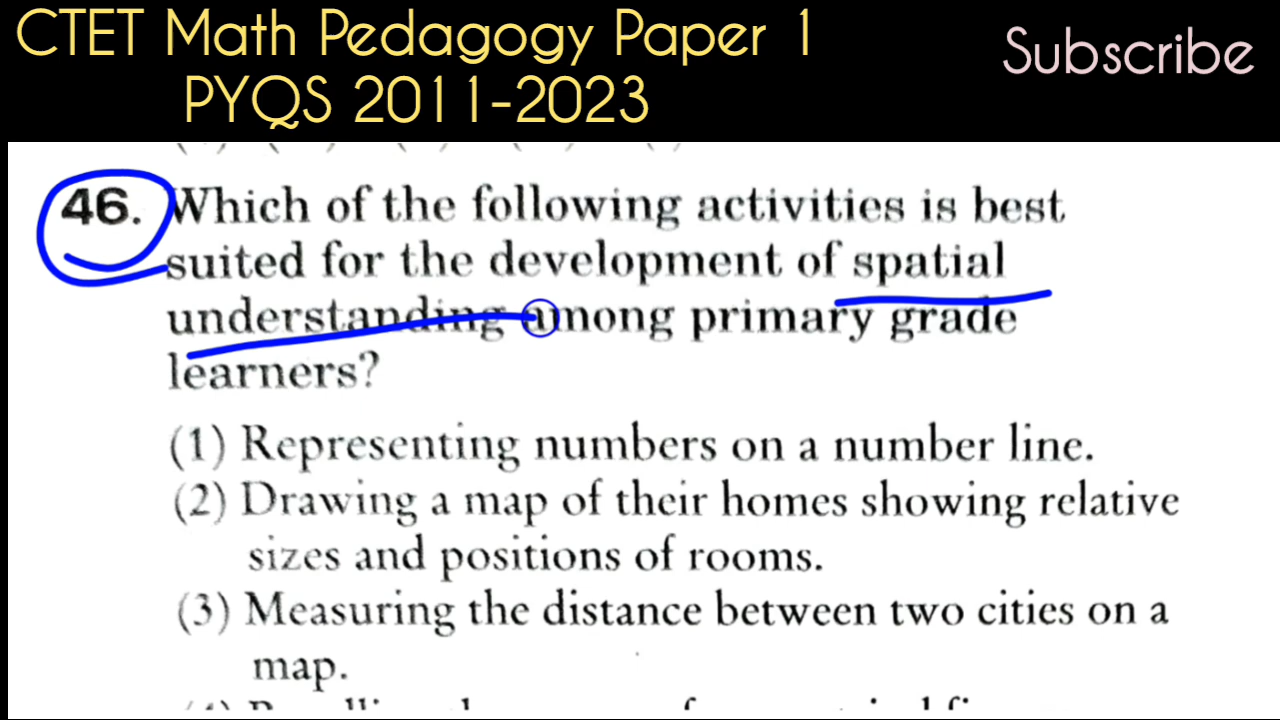 CTET Math Pedagogy Paper 1
PYQS 2011-2023
Subscribe
46. Which of the following activities is best
suited for the development of spatial
understanding among primary grade
learners?
(1) Representing numbers on a number line.
(2) Drawing a map of their homes showing relative
sizes and positions of rooms.
(3) Measuring the distance between two cities on a
map.